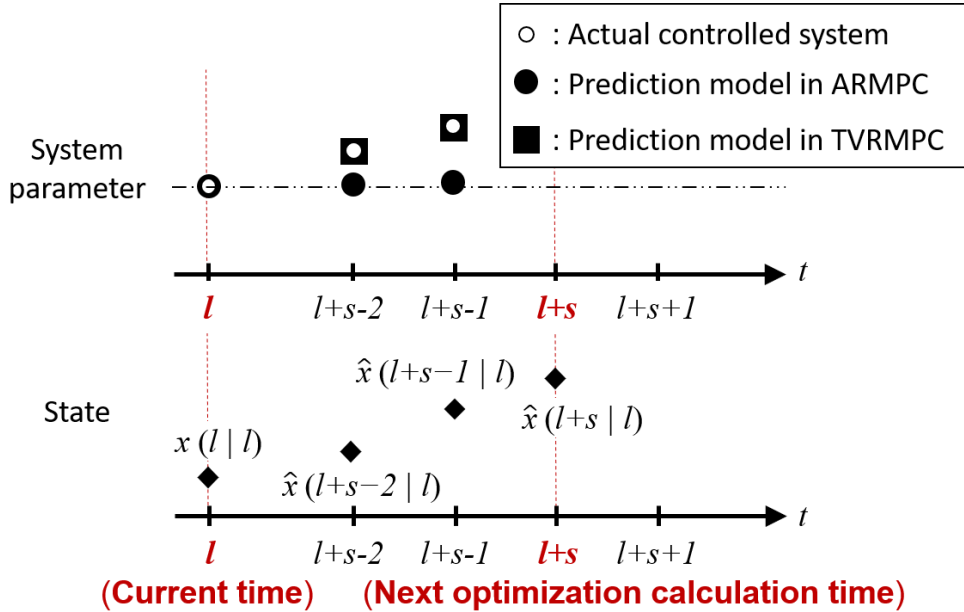 : Actual controlled system
: Prediction model in ARMPC
: Prediction model in TVRMPC
System
parameter
t
l l+s-2 l+s-1 l+s l+s+1
x̂ (l+s−1 | l)
State
x̂ (l+s | l)
x (l | l)
x̂ (l+s−2 | l)
t
l l+s-2 l+s-1 l+s l+s+1
(Current time) (Next optimization calculation time)